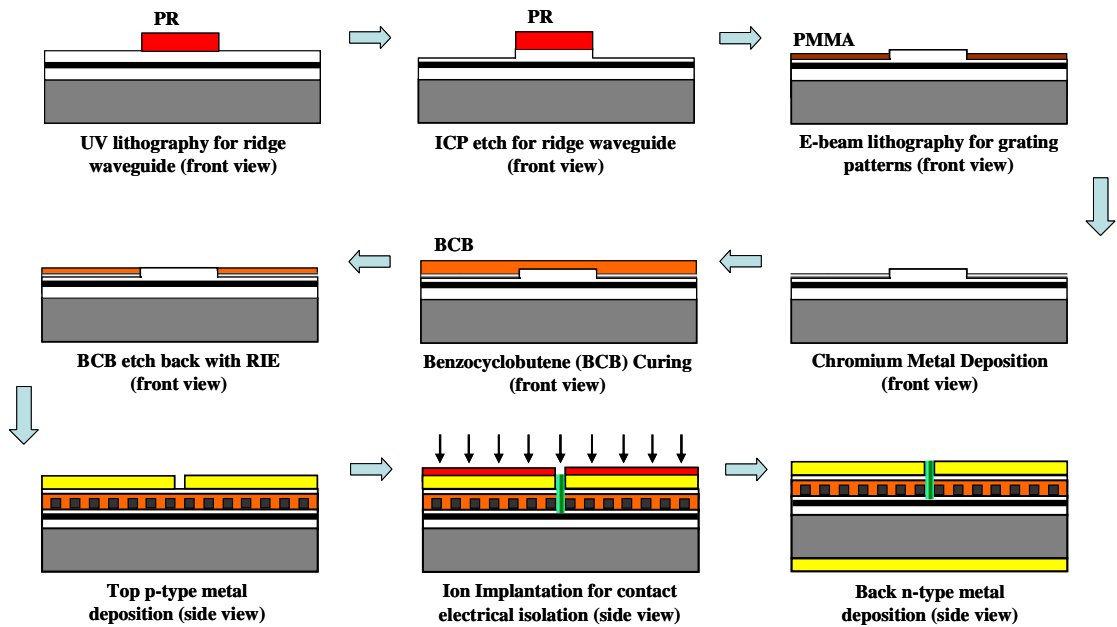 PR
UV lithography for ridge
waveguide (front view)
PR
ICP etch for ridge waveguide
(front view)
PMMA
E-beam lithography for grating
patterns (front view)
BCB etch back with RIE
(front view)
BCB
Benzocyclobutene (BCB) Curing
(front view)
Chromium Metal Deposition
(front view)
Top p-type metal
deposition (side view)
Ion Implantation for contact
electrical isolation (side view)
Back n-type metal
deposition (side view)